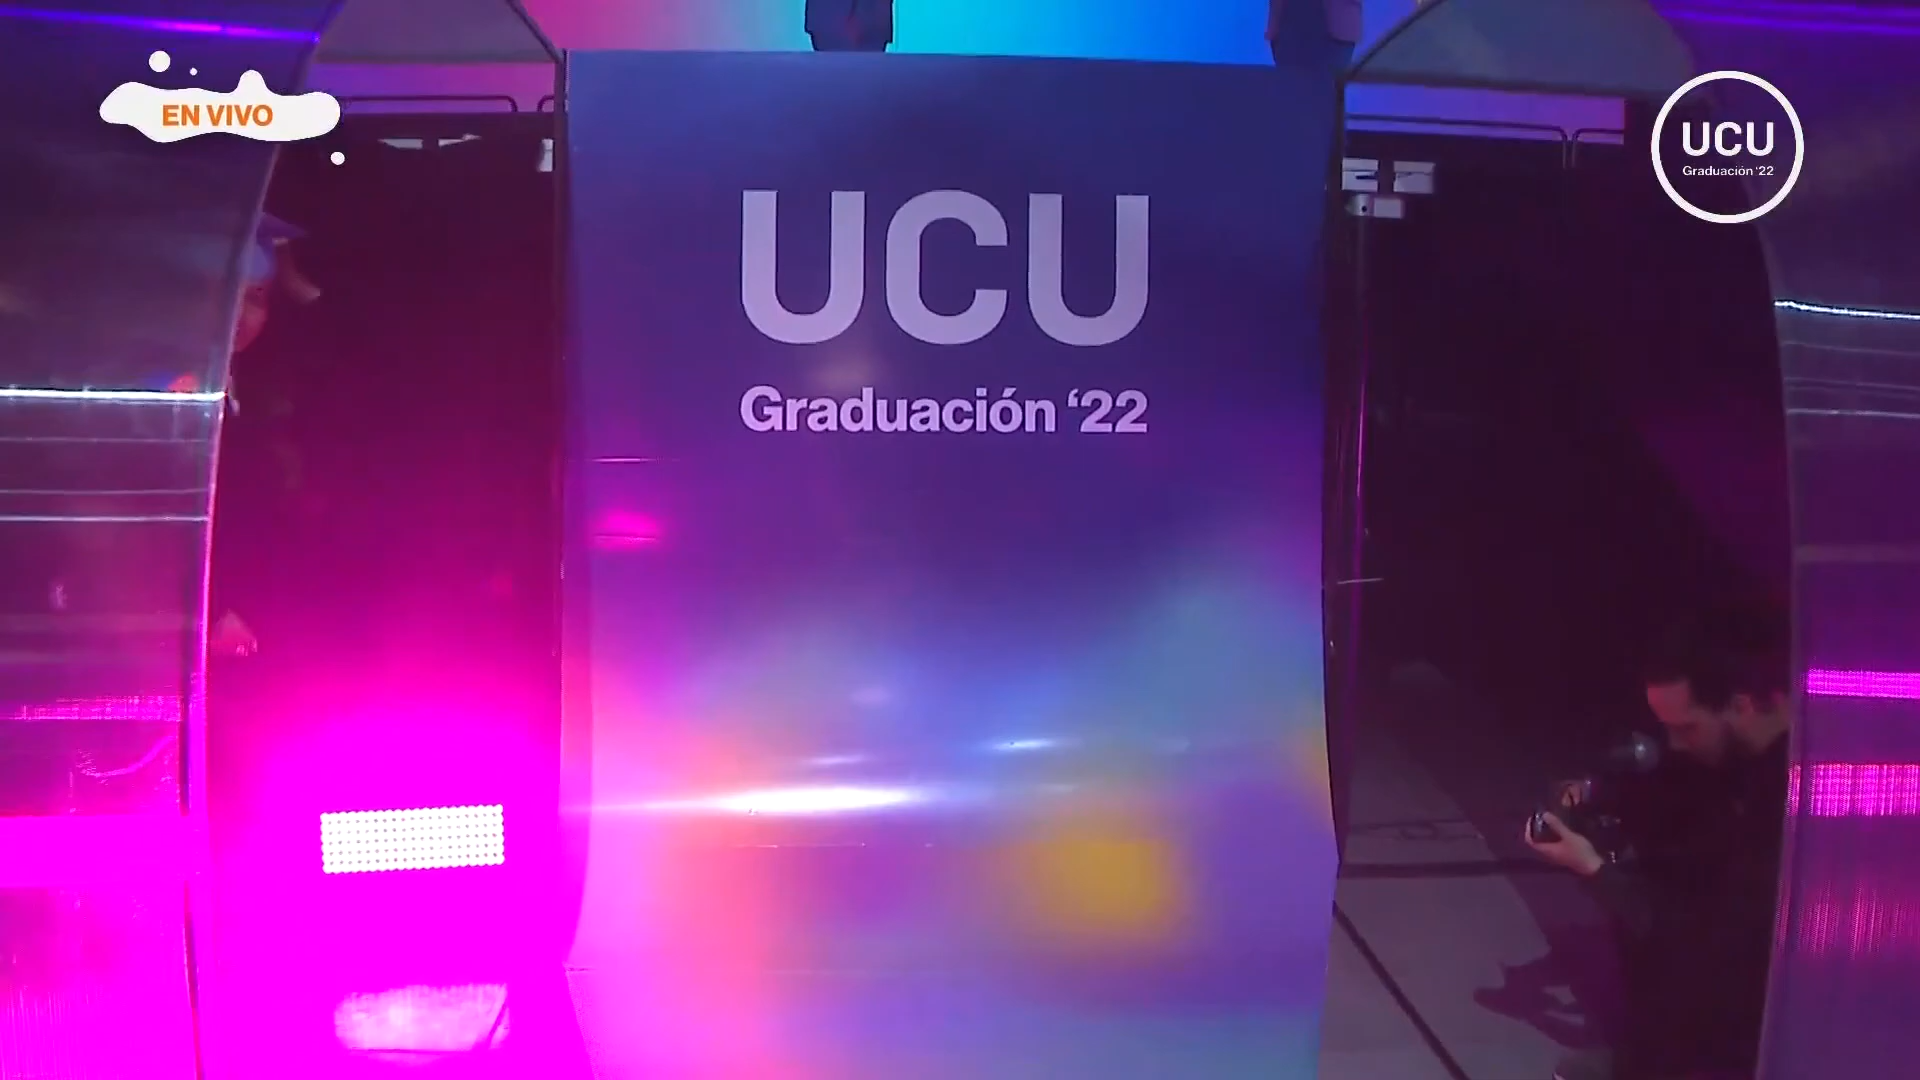 EN VIVO
UCU
Graduación '22
UCU
Graduación ‘22